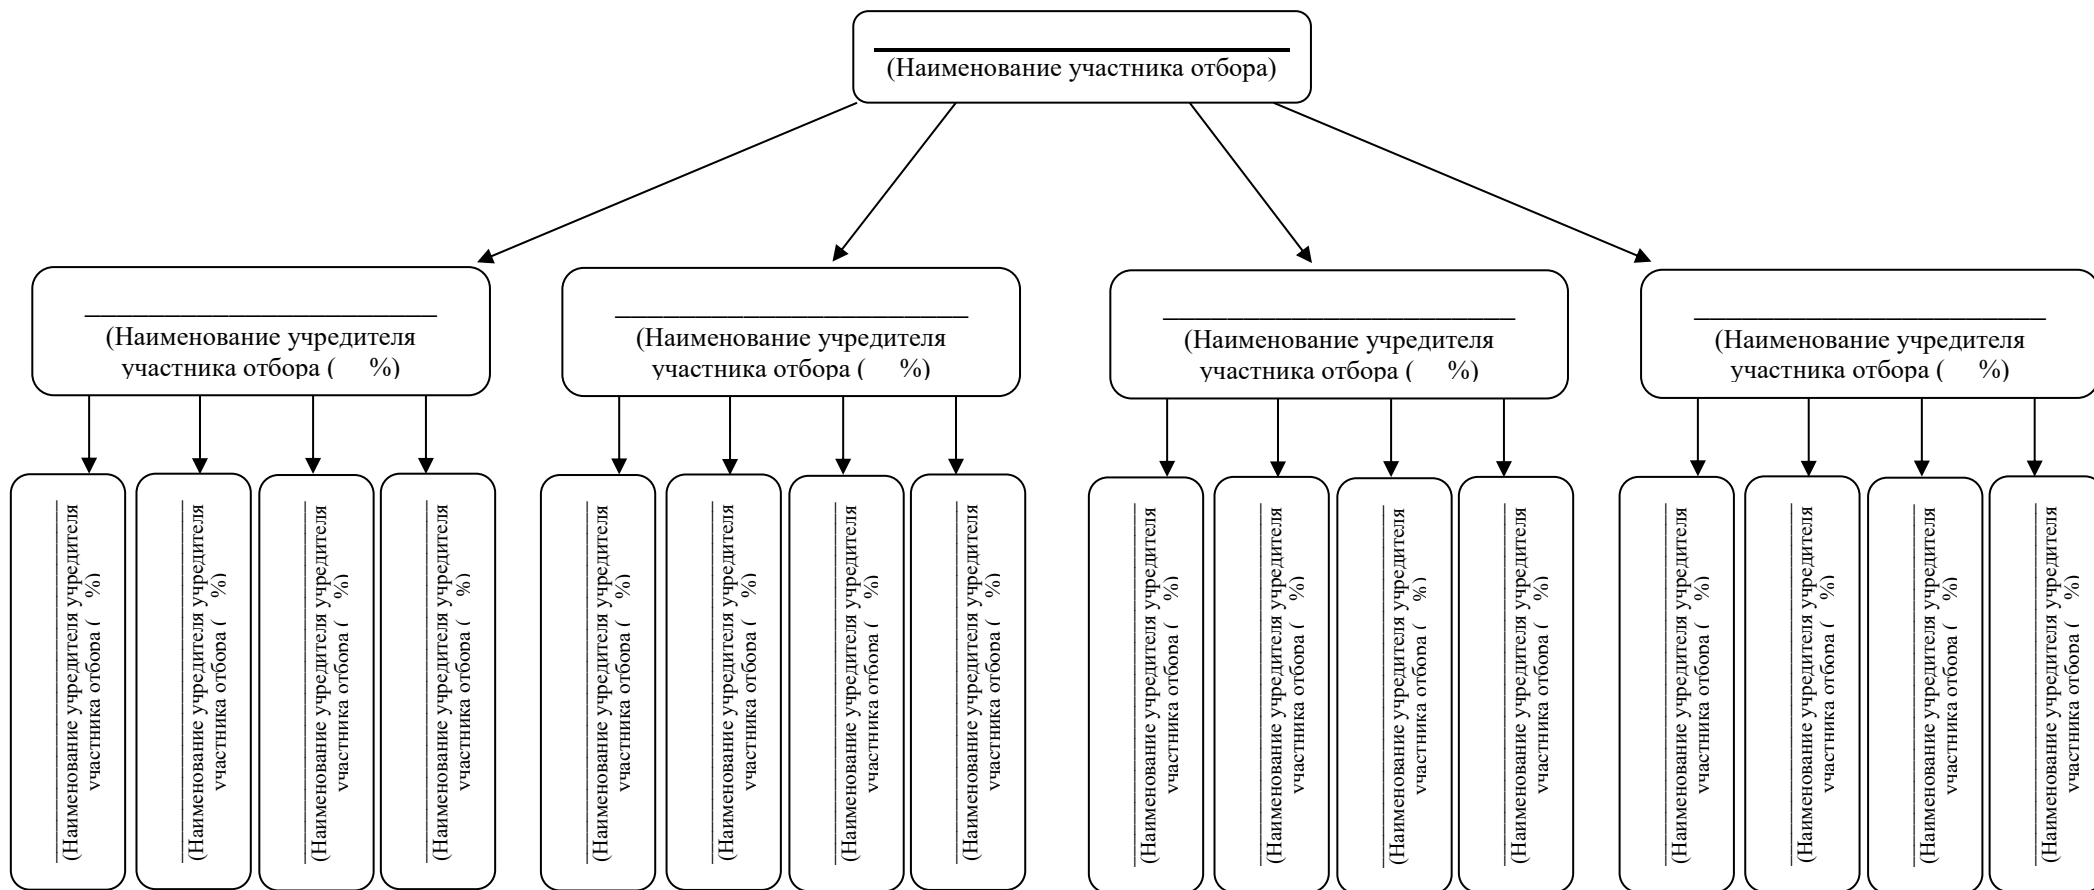 (Наименование участника отбора)
(Наименование учредителя
участника отбора ( %)
(Наименование учредителя
участника отбора ( %)
(Наименование учредителя
участника отбора ( %)
(Наименование учредителя
участника отбора ( %)
(Наименование учредителя учредителя
участника отбора ( %)
(Наименование учредителя учредителя
участника отбора ( %)
(Наименование учредителя учредителя
участника отбора ( %)
(Наименование учредителя учредителя
участника отбора ( %)
(Наименование учредителя учредителя
участника отбора ( %)
(Наименование учредителя учредителя
участника отбора ( %)
(Наименование учредителя учредителя
участника отбора ( %)
(Наименование учредителя учредителя
участника отбора ( %)
(Наименование учредителя учредителя
участника отбора ( %)
(Наименование учредителя учредителя
участника отбора ( %)
(Наименование учредителя учредителя
участника отбора ( %)
(Наименование учредителя учредителя
участника отбора ( %)
(Наименование учредителя учредителя
участника отбора ( %)
(Наименование учредителя учредителя
участника отбора ( %)
(Наименование учредителя учредителя
участника отбора ( %)
(Наименование учредителя учредителя
участника отбора ( %)